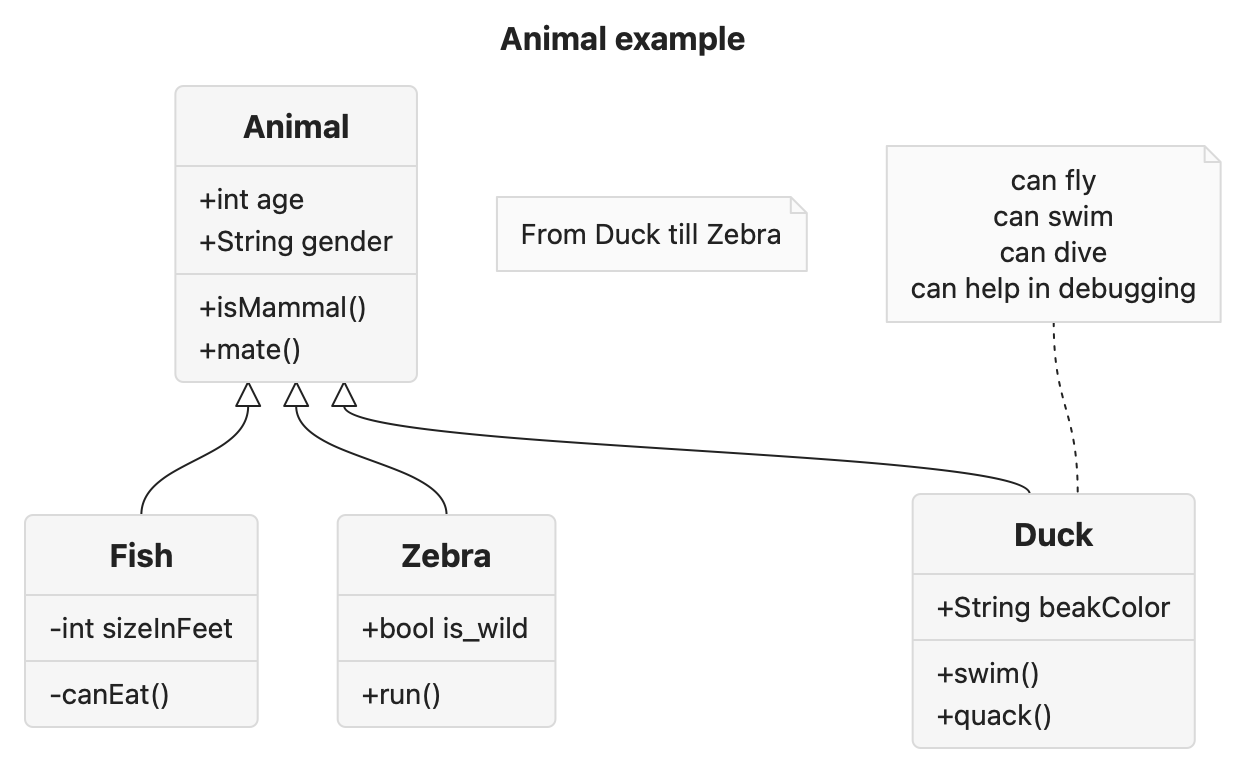 Animal example
Animal
+int age
+String gender
+isMammal()
+mate()
From Duck till Zebra
can fly
can swim
can dive
can help in debugging
Fish
-int sizeInFeet
-canEat()
Zebra
+bool is_wild
+run()
Duck
+String beakColor
+swim()
+quack()